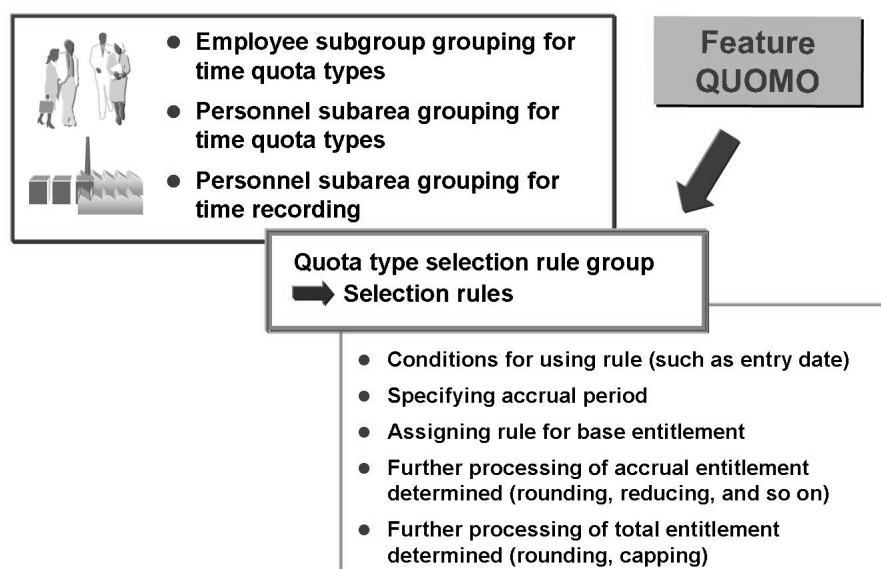 Employee subgroup grouping for
time quota types
Personnel subarea grouping for
time quota types
Personnel subarea grouping for
time recording
Feature
QUOMO
Quota type selection rule group
Selection rules
Conditions for using rule (such as entry date)
Specifying accrual period
Assigning rule for base entitlement
Further processing of accrual entitlement
determined (rounding, reducing, and so on)
Further processing of total entitlement
determined (rounding, capping)